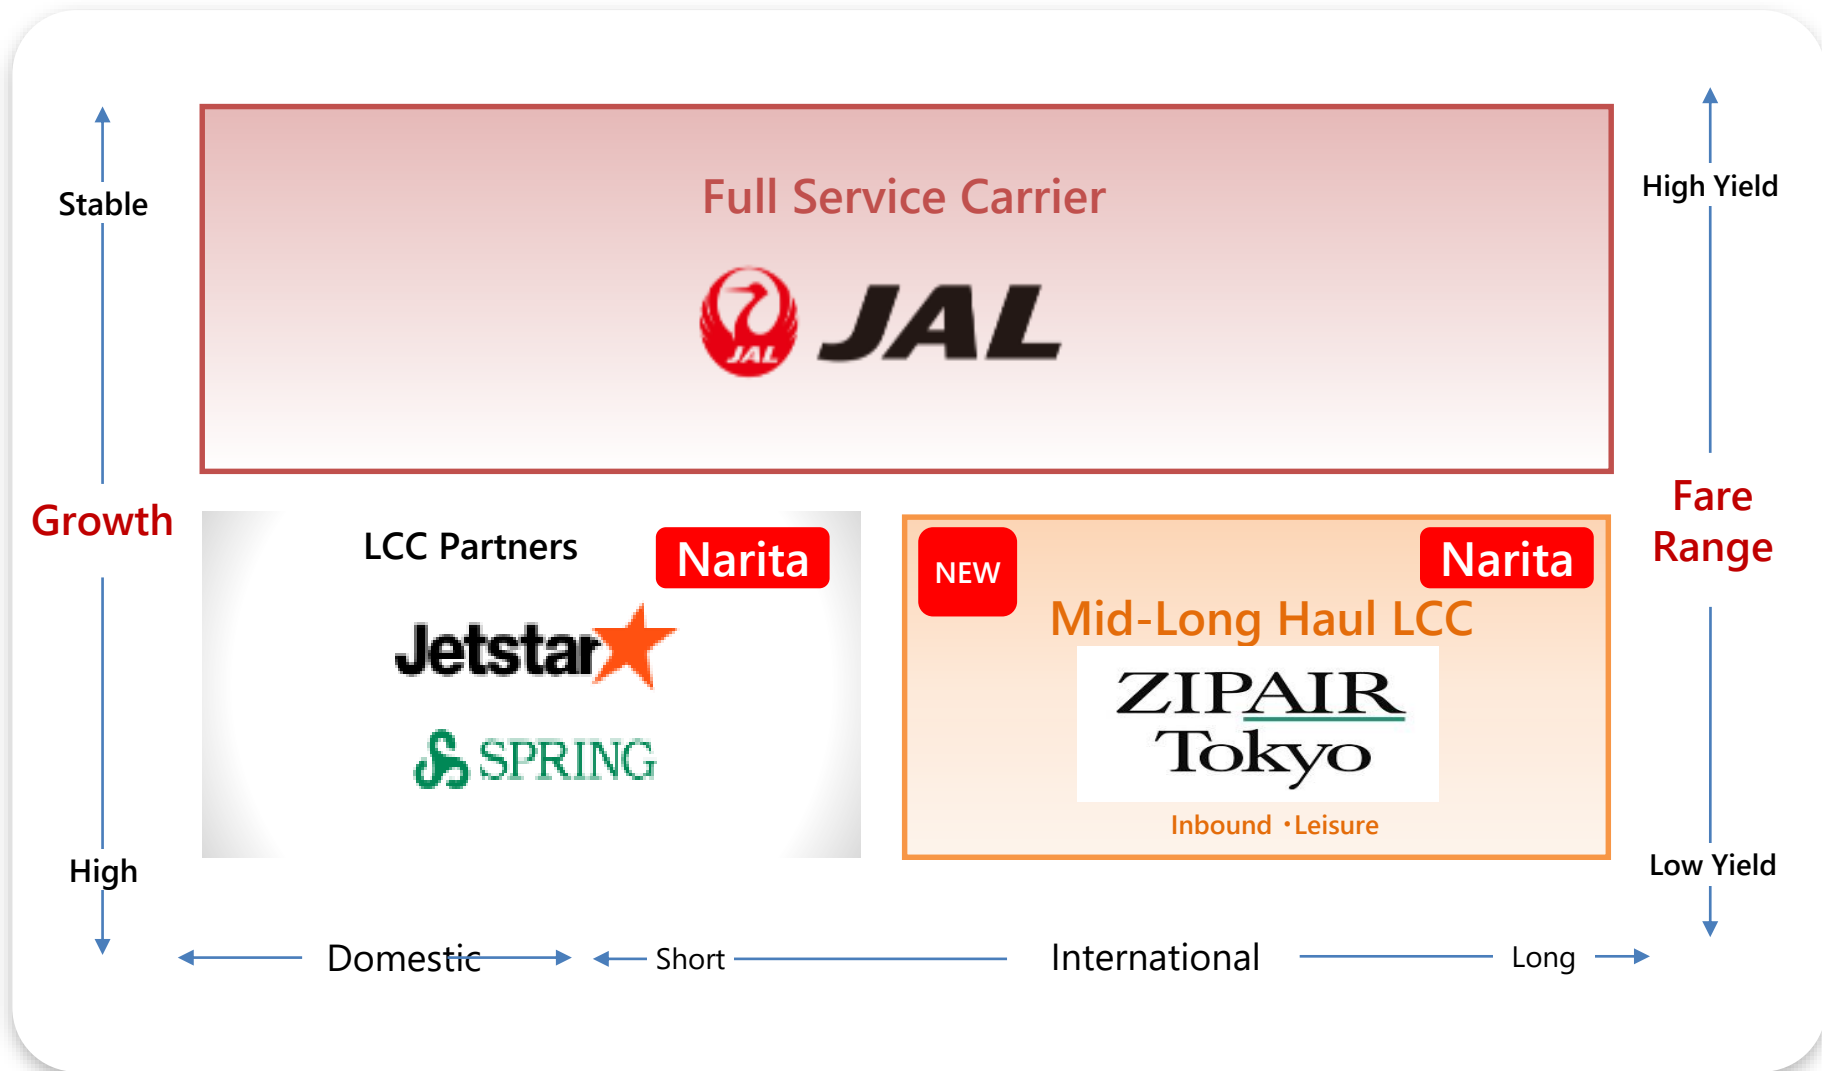 Stable
High Yield
Full Service Carrier
JAL
JAL
Growth
Fare
Range
LCC Partners
Narita
Jetstar
SPRING
NEW
Narita
Mid-Long Haul LCC
ZIPAIR
Tokyo
Inbound ・Leisure
High
Low Yield
Domestic
Short
International
Long